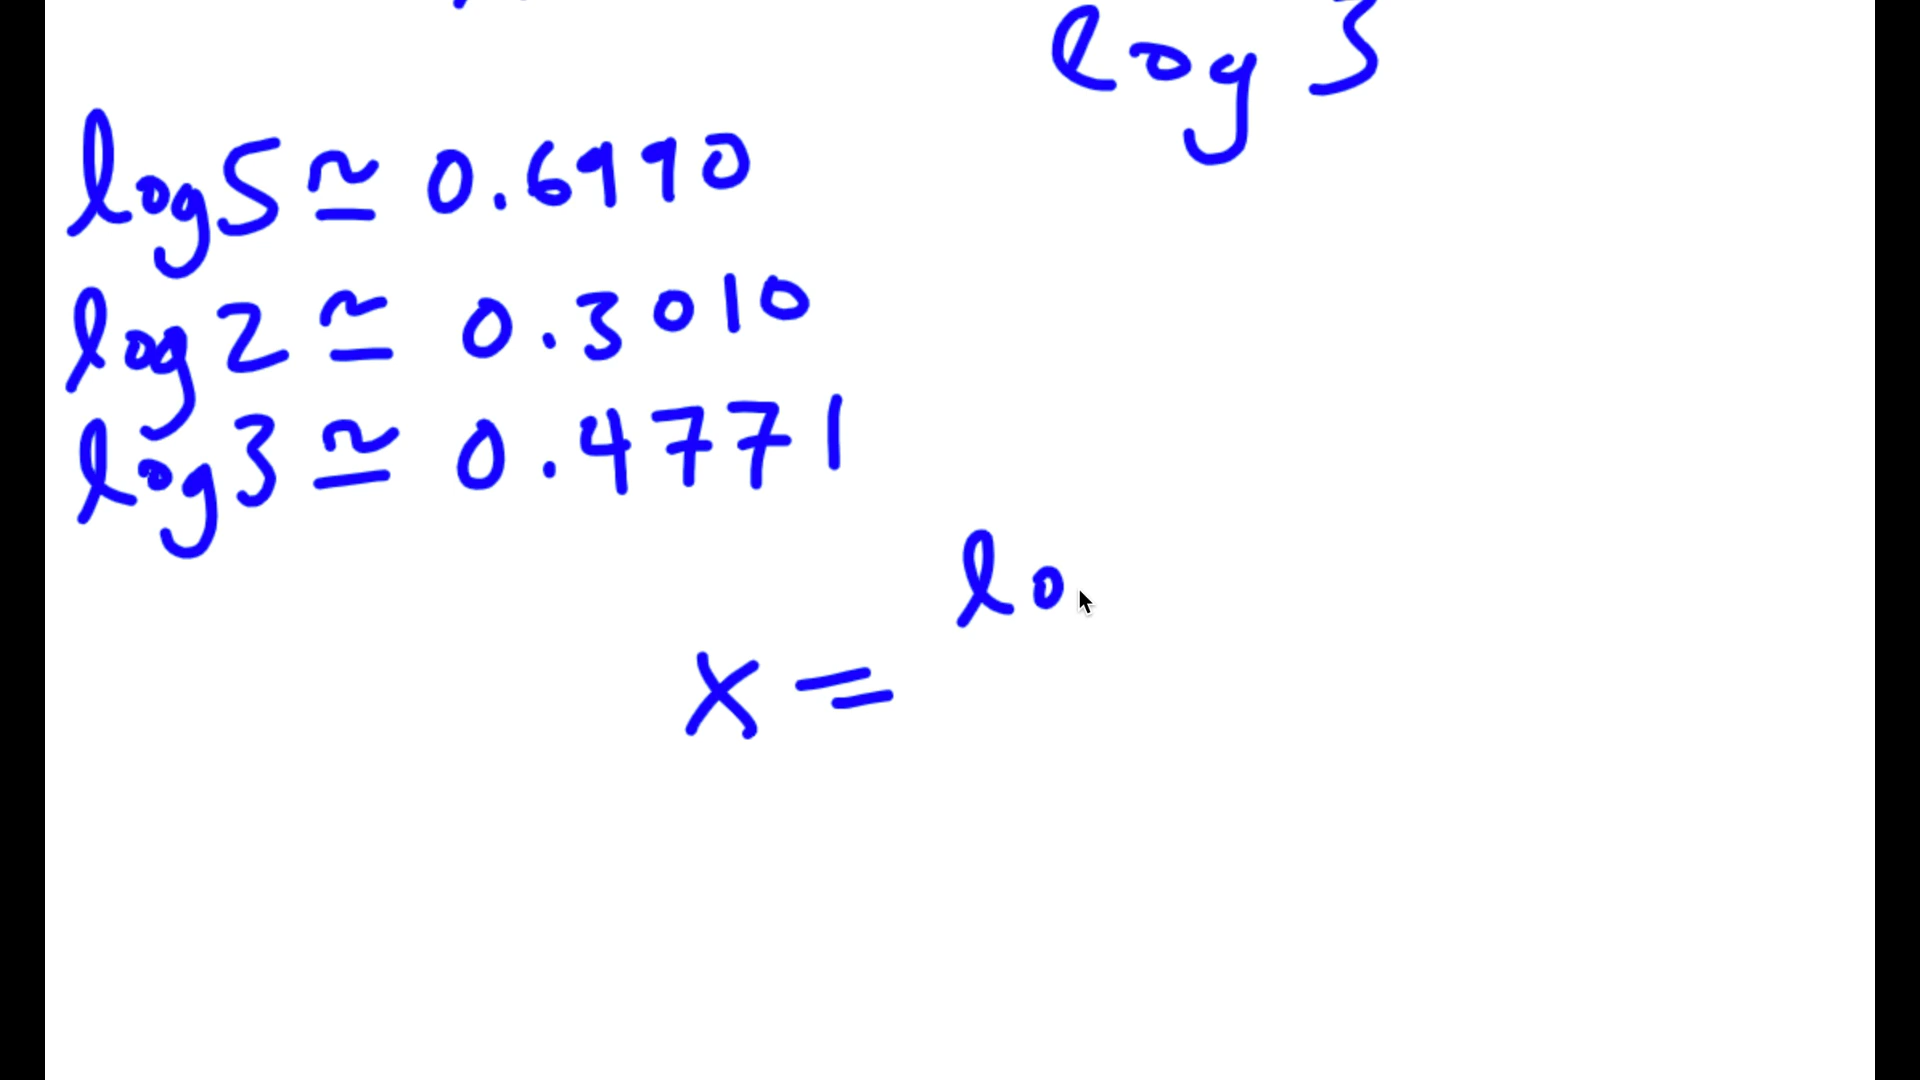 log 3
log5 ≃ 0.6990
log2 ≃ 0.3010
log3 ≃ 0.4771
lo
x =